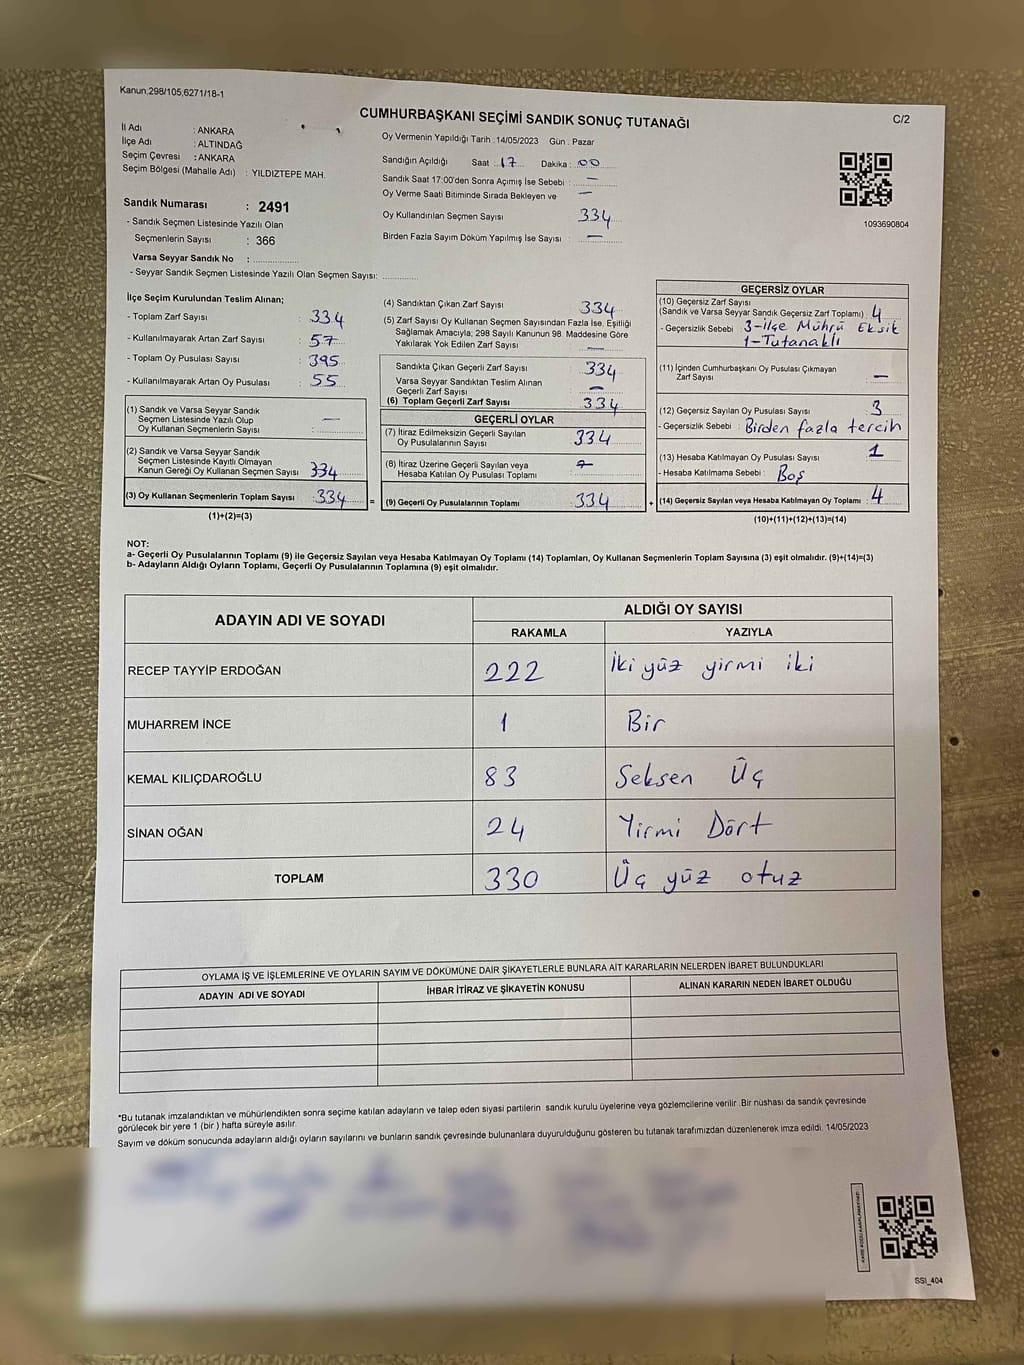 Kanun,298/105,6271/18-1
CUMHURBAŞKANI SEÇİMİ SANDIK SONUÇ TUTANAĞI
C/2
İl Adı : ANKARA
İlçe Adı : ALTINDAĞ
Seçim Çevresi : ANKARA
Seçim Bölgesi (Mahalle Adı) : YILDIZTEPE MAH.
Oy Vermenin Yapıldığı Tarih : 14/05/2023 Gün : Pazar
Sandığın Açıldığı Saat : 17 Dakika : 00
Sandık Saat 17:00'den Sonra Açımış İse Sebebi : —
Oy Verme Saati Bitiminde Sırada Bekleyen ve —
Oy Kullandırılan Seçmen Sayısı 334
Birden Fazla Sayım Döküm Yapılmış İse Sayısı : —
1093690804
Sandık Numarası : 2491
- Sandık Seçmen Listesinde Yazılı Olan
Seçmenlerin Sayısı : 366
Varsa Seyyar Sandık No :
- Seyyar Sandık Seçmen Listesinde Yazılı Olan Seçmen Sayısı:
İlçe Seçim Kurulundan Teslim Alınan;
- Toplam Zarf Sayısı : 334
- Kullanılmayarak Artan Zarf Sayısı : 57
- Toplam Oy Pusulası Sayısı : 395
- Kullanılmayarak Artan Oy Pusulası : 55
(1) Sandık ve Varsa Seyyar Sandık
Seçmen Listesinde Yazılı Olup
Oy Kullanan Seçmenlerin Sayısı : —
(2) Sandık ve Varsa Seyyar Sandık
Seçmen Listesinde Kayıtlı Olmayan
Kanun Gereği Oy Kullanan Seçmen Sayısı 334
(3) Oy Kullanan Seçmenlerin Toplam Sayısı : 334 =
(1)+(2)=(3)
(4) Sandıktan Çıkan Zarf Sayısı 334
(5) Zarf Sayısı Oy Kullanan Seçmen Sayısından Fazla İse, Eşitliği
Sağlamak Amacıyla; 298 Sayılı Kanunun 98. Maddesine Göre
Yakılarak Yok Edilen Zarf Sayısı —
Sandıkta Çıkan Geçerli Zarf Sayısı 334
Varsa Seyyar Sandıktan Teslim Alınan
Geçerli Zarf Sayısı —
(6) Toplam Geçerli Zarf Sayısı 334
GEÇERLİ OYLAR
(7) İtiraz Edilmeksizin Geçerli Sayılan
Oy Pusulalarının Sayısı 334
(8) İtiraz Üzerine Geçerli Sayılan veya
Hesaba Katılan Oy Pusulası Toplamı
(9) Geçerli Oy Pusulalarının Toplamı 334 +
GEÇERSİZ OYLAR
(10) Geçersiz Zarf Sayısı
(Sandık ve Varsa Seyyar Sandık Geçersiz Zarf Toplamı) : 4
- Geçersizlik Sebebi : 3-İlçe Mührü Eksik
1-Tutanaklı
(11) İçinden Cumhurbaşkanı Oy Pusulası Çıkmayan
Zarf Sayısı —
(12) Geçersiz Sayılan Oy Pusulası Sayısı 3
- Geçersizlik Sebebi : Birden fazla tercih
(13) Hesaba Katılmayan Oy Pusulası Sayısı 1
- Hesaba Katılmama Sebebi : Boş
(14) Geçersiz Sayılan veya Hesaba Katılmayan Oy Toplamı : 4
(10)+(11)+(12)+(13)=(14)
NOT:
a- Geçerli Oy Pusulalarının Toplamı (9) ile Geçersiz Sayılan veya Hesaba Katılmayan Oy Toplamı (14) Toplamları, Oy Kullanan Seçmenlerin Toplam Sayısına (3) eşit olmalıdır. (9)+(14)=(3)
b- Adayların Aldığı Oyların Toplamı, Geçerli Oy Pusulalarının Toplamına (9) eşit olmalıdır.
ADAYIN ADI VE SOYADI
ALDIĞI OY SAYISI
RAKAMLA YAZIYLA
RECEP TAYYİP ERDOĞAN 222 İki yüz yirmi iki
MUHARREM İNCE 1 Bir
KEMAL KILIÇDAROĞLU 83 Seksen Üç
SİNAN OĞAN 24 Yirmi Dört
TOPLAM 330 Üç yüz otuz
OYLAMA İŞ VE İŞLEMLERİNE VE OYLARIN SAYIM VE DÖKÜMÜNE DAİR ŞİKAYETLERLE BUNLARA AİT KARARLARIN NELERDEN İBARET BULUNDUKLARI
ADAYIN ADI VE SOYADI İHBAR İTİRAZ VE ŞİKAYETİN KONUSU ALINAN KARARIN NEDEN İBARET OLDUĞU
*Bu tutanak imzalandıktan ve mühürlendikten sonra seçime katılan adayların ve talep eden siyasi partilerin sandık kurulu üyelerine veya gözlemcilerine verilir. Bir nüshası da sandık çevresinde
görülecek bir yere 1 (bir ) hafta süreyle asılır.
Sayım ve döküm sonucunda adayların aldığı oyların sayılarını ve bunların sandık çevresinde bulunanlara duyurulduğunu gösteren bu tutanak tarafımızdan düzenlenerek imza edildi. 14/05/2023
SSI_404